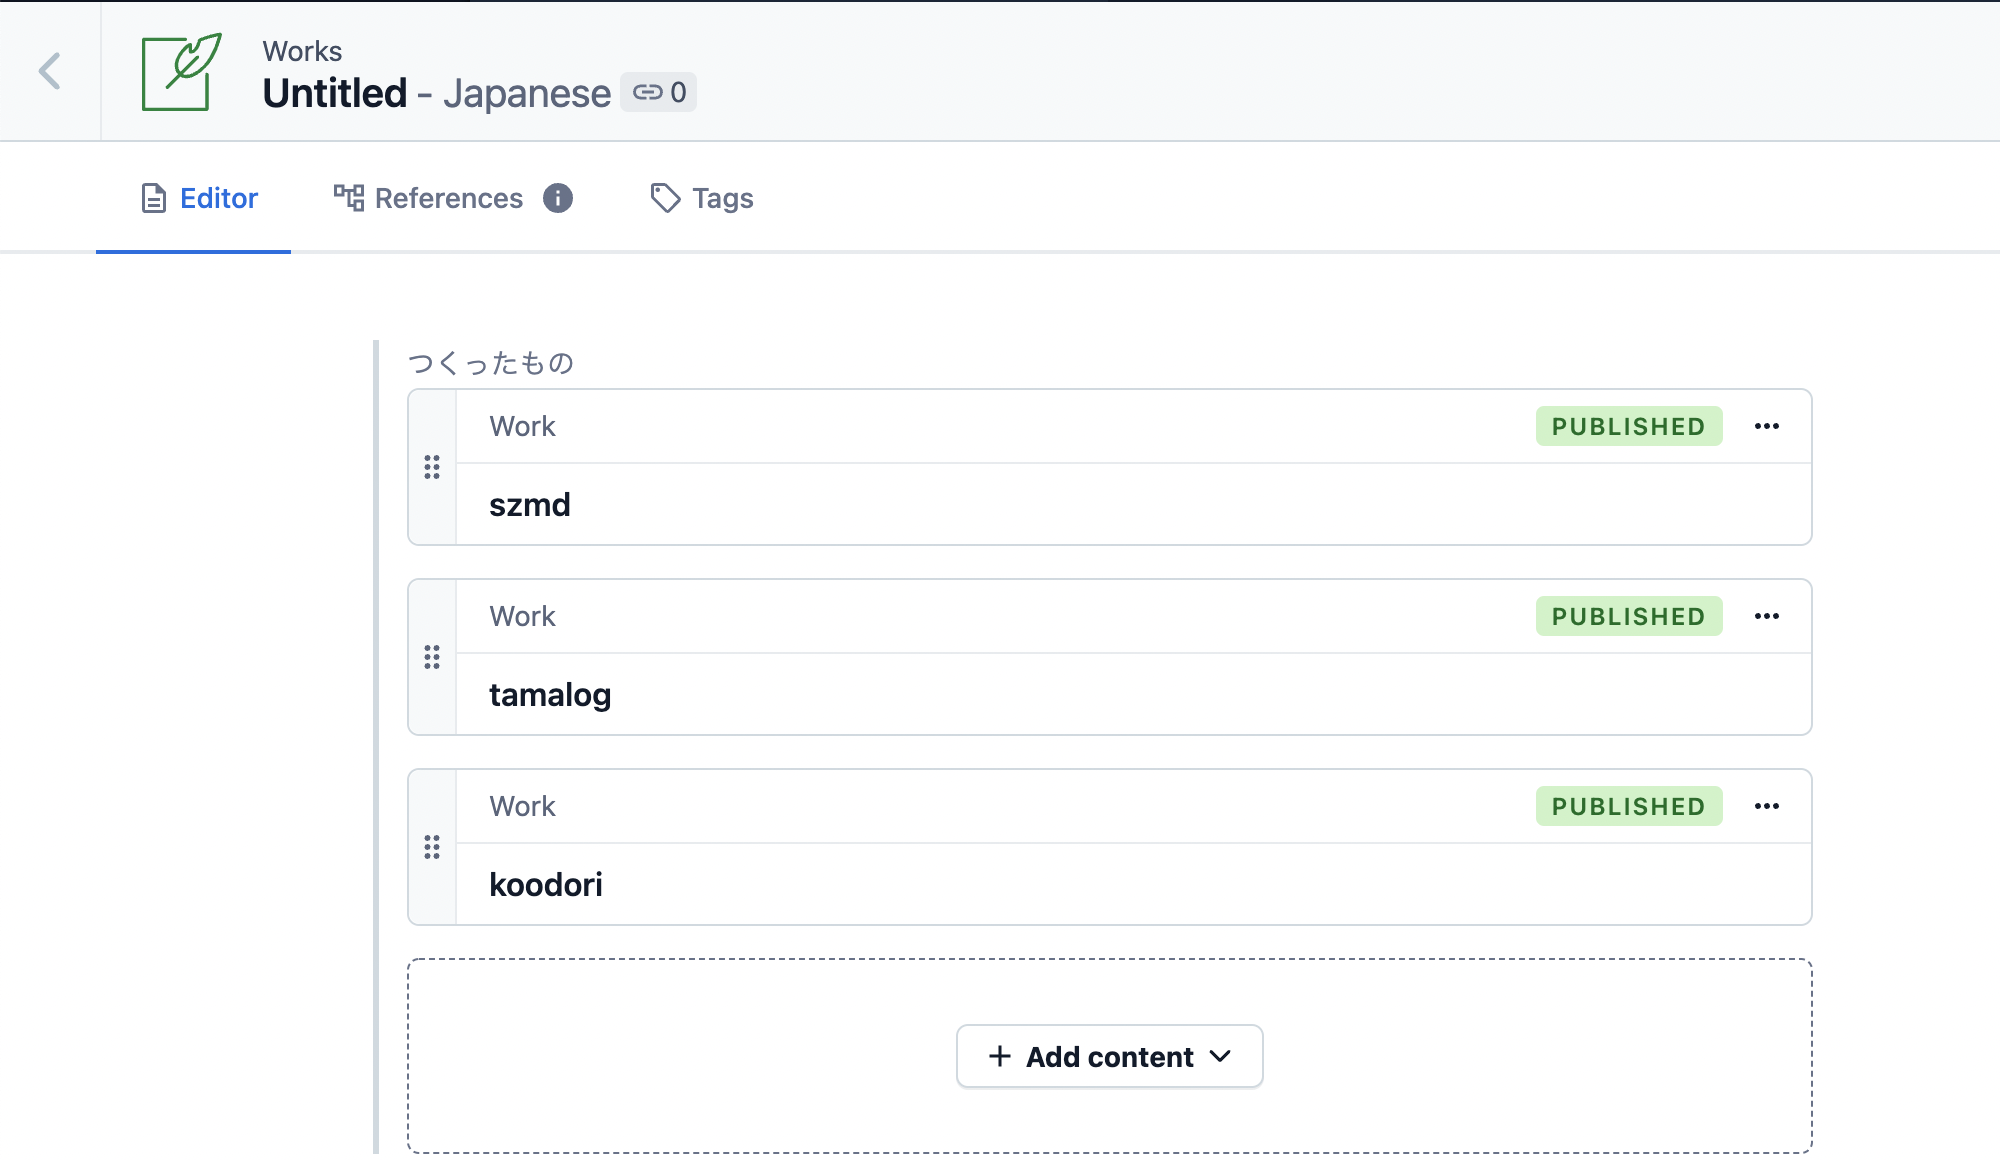 Works
Untitled - Japanese 0
Editor
References
Tags
つくったもの
Work
PUBLISHED
szmd
Work
PUBLISHED
tamalog
Work
PUBLISHED
koodori
Add content